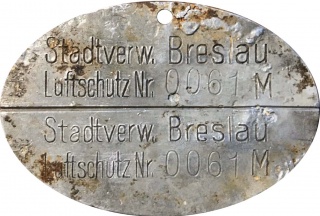 Stadtverw. Breslau
Luftschutz Nr. 0061 M
Stadtverw. Breslau
Luftschutz Nr. 0061 M